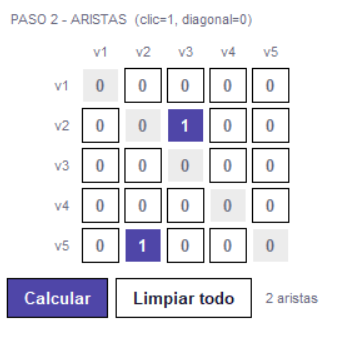 PASO 2 - ARISTAS (clic=1, diagonal=0)
v1 v2 v3 v4 v5
v1 0 0 0 0 0
v2 0 0 1 0 0
v3 0 0 0 0 0
v4 0 0 0 0 0
v5 0 1 0 0 0
Calcular Limpiar todo 2 aristas